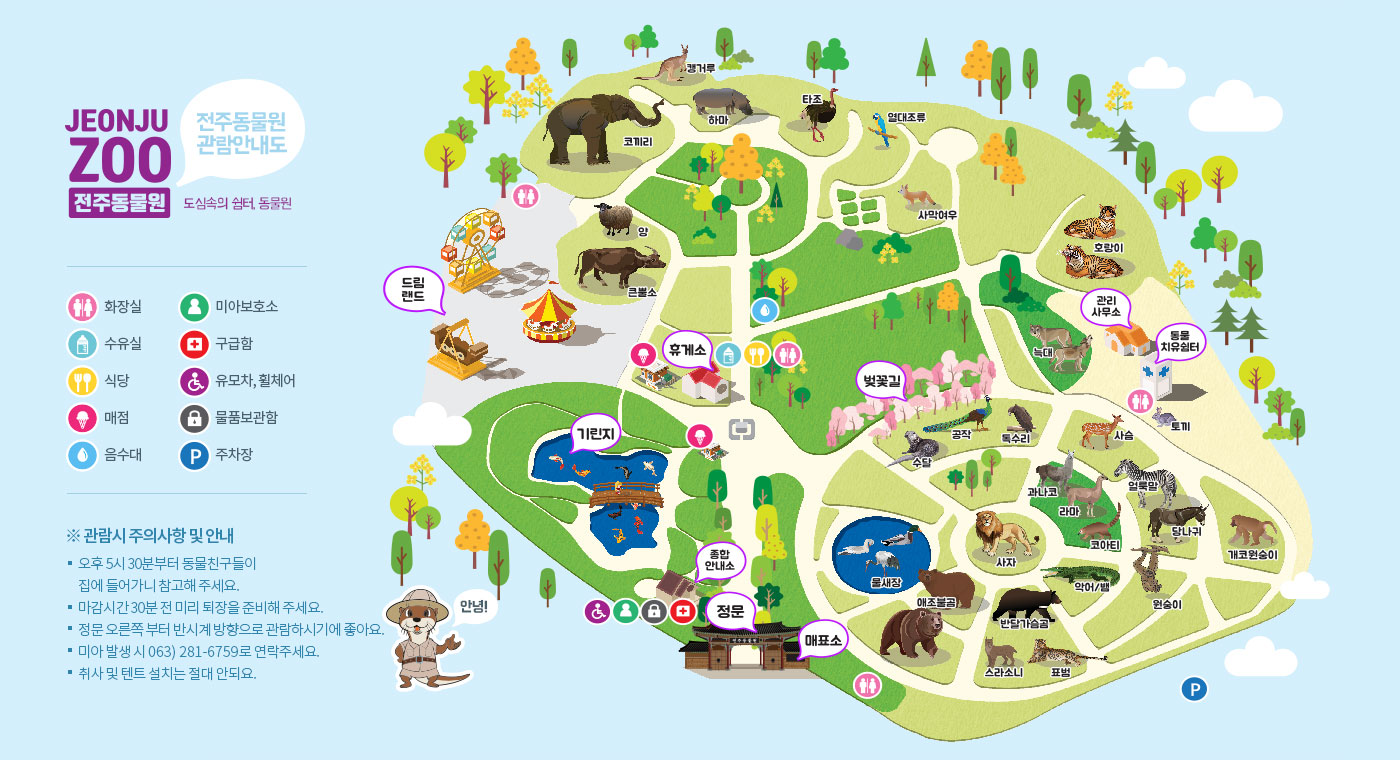 JEONJU
ZOO
전주동물원
전주동물원
관람안내도
도심속의 쉼터, 동물원
화장실
미아보호소
수유실
구급함
식당
유모차, 휠체어
매점
물품보관함
음수대
P
주차장
※ 관람시 주의사항 및 안내
오후 5시 30분부터 동물친구들이
집에 들어가니 참고해 주세요.
마감시간 30분 전 미리 퇴장을 준비해 주세요.
정문 오른쪽 부터 반시계 방향으로 관람하시기에 좋아요.
미아 발생 시 063) 281-6759로 연락주세요.
취사 및 텐트 설치는 절대 안되요.
안녕!
캥거루
하마
타조
열대조류
코끼리
사막여우
양
큰뿔소
호랑이
드림
랜드
관리
사무소
동물
치유쉼터
늑대
휴게소
벚꽃길
토끼
공작
독수리
사슴
수달
기린지
과나코
얼룩말
라마
당나귀
코아티
개코원숭이
사자
물새장
악어/뱀
원숭이
애조불곰
반달가슴곰
스라소니
표범
종합
안내소
정문
매표소
전주동물원
P